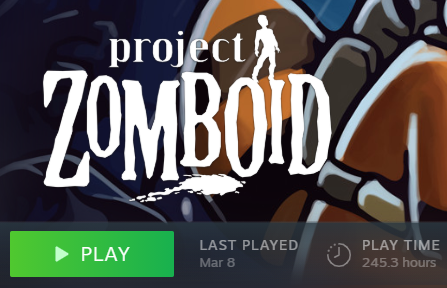 project
ZOMBOID
PLAY
LAST PLAYED
Mar 8
PLAY TIME
245.3 hours